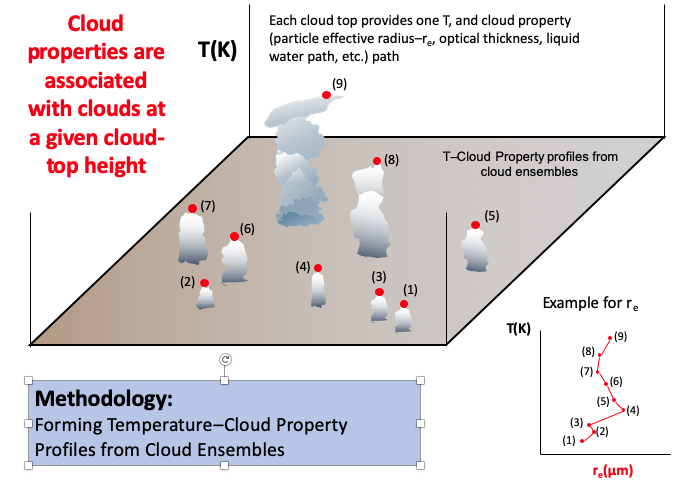 Cloud
properties are
associated
with clouds at
a given cloud-
top height
T(K)
Each cloud top provides one T, and cloud property
(particle effective radius–re, optical thickness, liquid
water path, etc.) path
(9)
T–Cloud Property profiles from
cloud ensembles
(8)
(7)
(6)
(5)
(4)
(3)
(2)
(1)
Example for re
T(K)
(9)
(8)
(7)
(6)
(5)
(4)
(3)
(2)
(1)
re(μm)
Methodology:
Forming Temperature–Cloud Property
Profiles from Cloud Ensembles